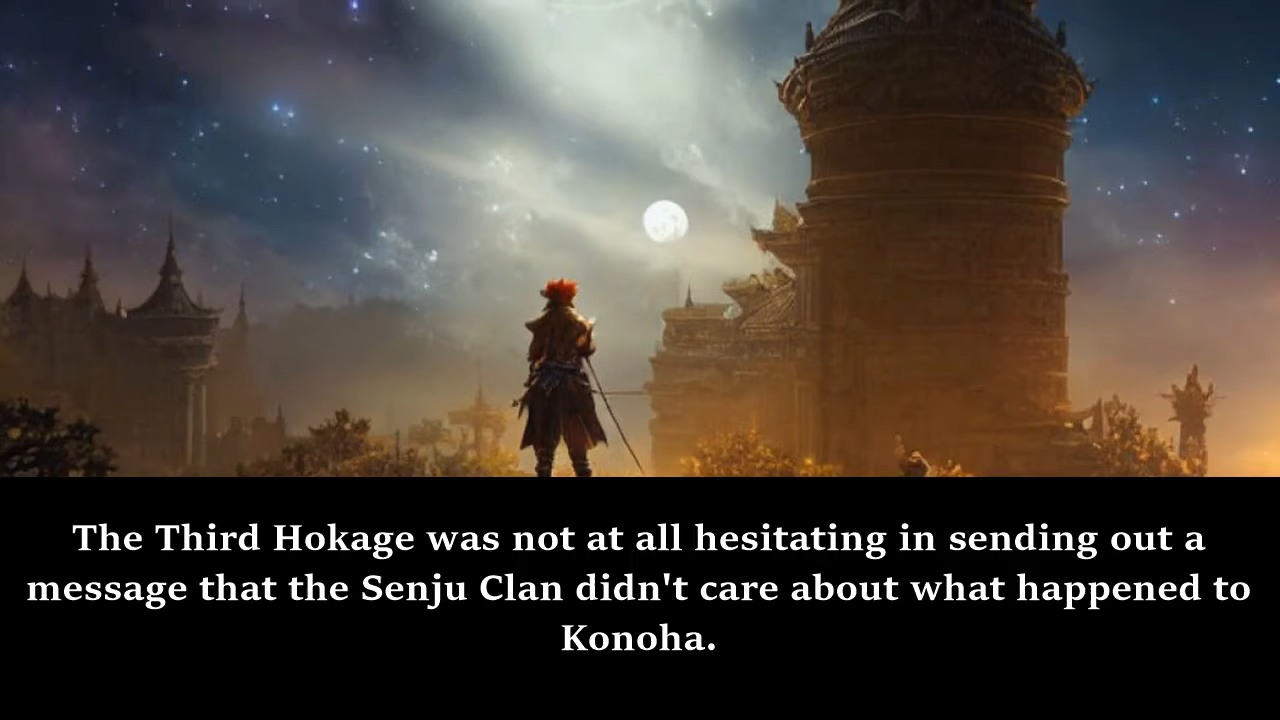 The Third Hokage was not at all hesitating in sending out a
message that the Senju Clan didn't care about what happened to
Konoha.